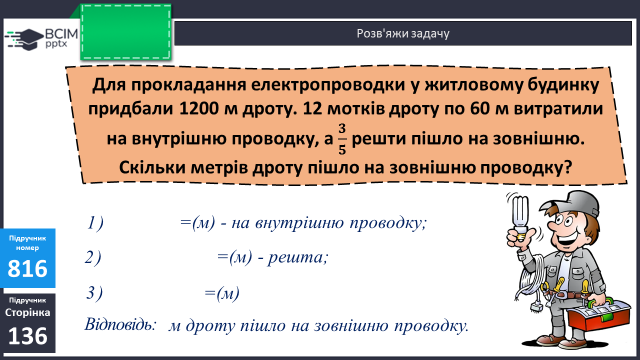 ВСІМ
pptx
Розв'яжи задачу
Для прокладання електропроводки у житловому будинку
придбали 1200 м дроту. 12 мотків дроту по 60 м витратили
на внутрішню проводку, а 3/5 решти пішло на зовнішню.
Скільки метрів дроту пішло на зовнішню проводку?
1) =(м) - на внутрішню проводку;
2) =(м) - решта;
3) =(м)
Відповідь: м дроту пішло на зовнішню проводку.
Підручник
номер
816
Підручник
Сторінка
136